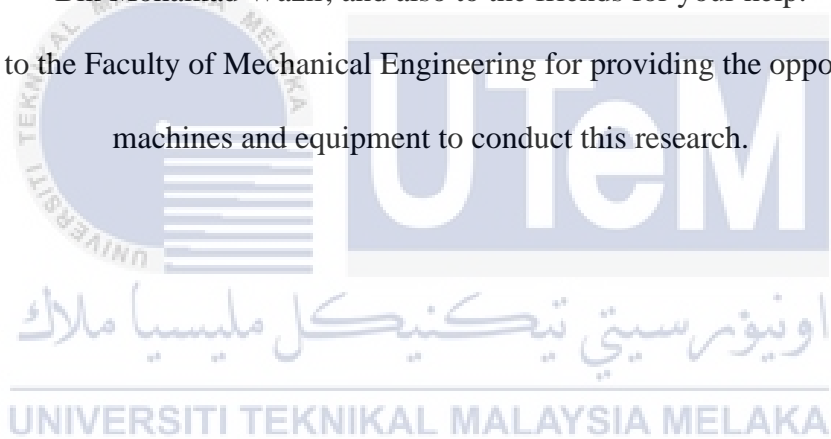 Bin Mohamad Wazir, and also to the friends for your help.
to the Faculty of Mechanical Engineering for providing the oppo
machines and equipment to conduct this research.
UTeM
اونيۏرسيتي تيكنيكل مليسيا ملاك
UNIVERSITI TEKNIKAL MALAYSIA MELAKA